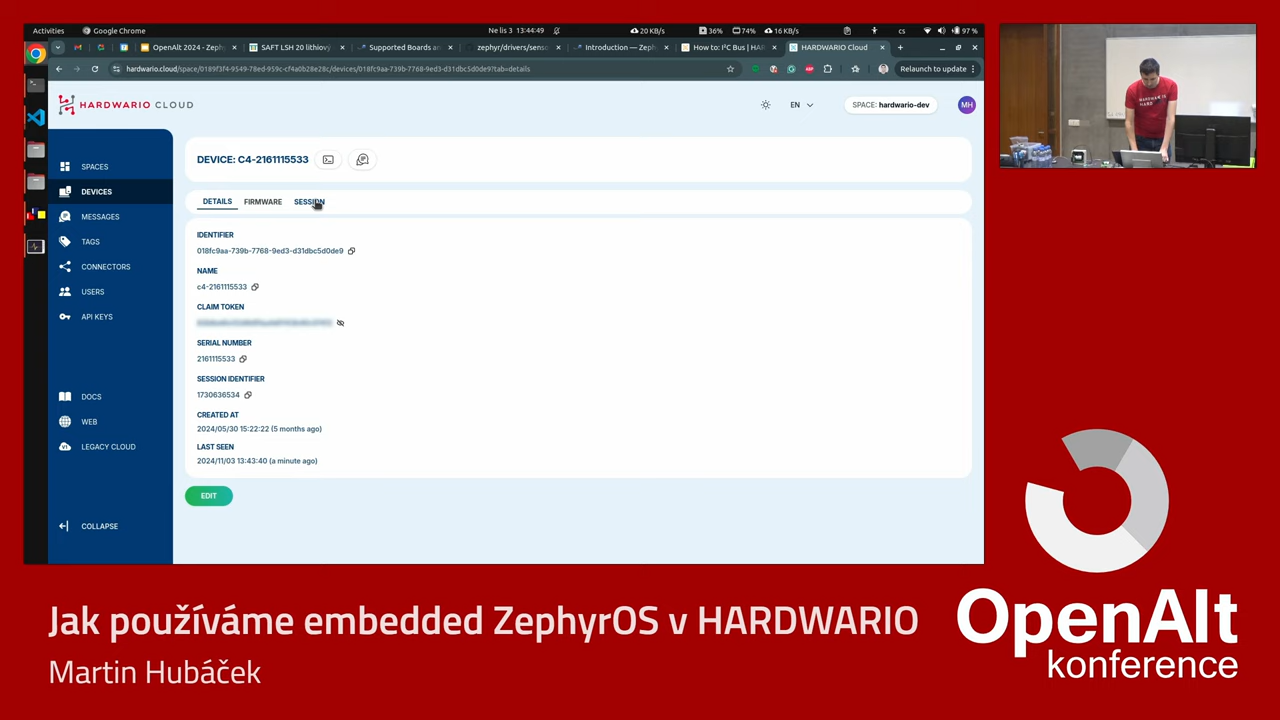 Activities
Google Chrome
Ne lis 3 13:44:49
20 KB/s
36%
74%
16 KB/s
cs
97 %
OpenAlt 2024 - Zeph
SAFT LSH 20 lithiový
Supported Boards an
zephyr/drivers/sens
Introduction — Zep
How to: I²C Bus | HA
HARDWARIO Cloud
hardwario.cloud/space/0189f3f4-9549-78ed-959c-cf4a0b28e28c/devices/018fc9aa-739b-7768-9ed3-d31dbc5d0de9?tab=details
Relaunch to update
HARDWARIO CLOUD
EN
SPACE: hardwario-dev
MH
SPACES
DEVICES
MESSAGES
TAGS
CONNECTORS
USERS
API KEYS
DOCS
WEB
LEGACY CLOUD
COLLAPSE
DEVICE: C4-2161115533
DETAILS
FIRMWARE
SESSION
IDENTIFIER
018fc9aa-739b-7768-9ed3-d31dbc5d0de9
NAME
c4-2161115533
CLAIM TOKEN
SERIAL NUMBER
2161115533
SESSION IDENTIFIER
1730636534
CREATED AT
2024/05/30 15:22:22 (5 months ago)
LAST SEEN
2024/11/03 13:43:40 (a minute ago)
EDIT
HARDWARE IS
HARD
Jak používáme embedded ZephyrOS v HARDWARIO
Martin Hubáček
OpenAlt
konference